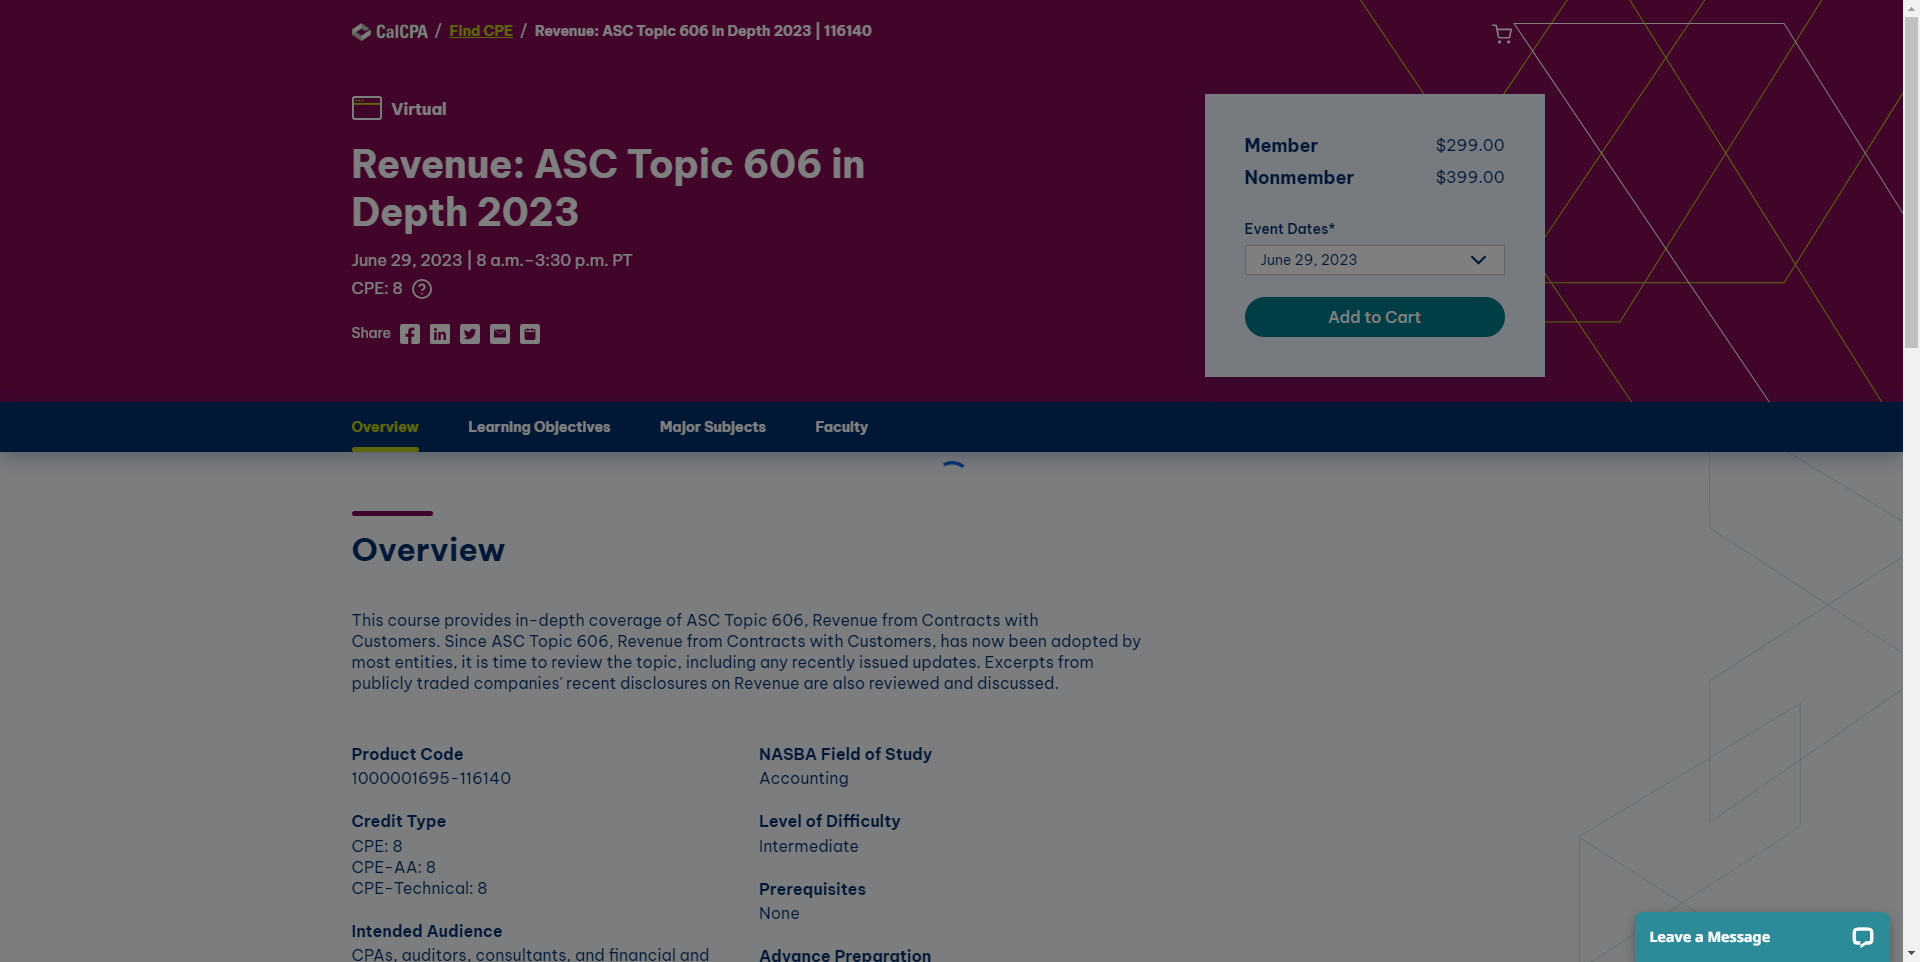 CalCPA / Find CPE / Revenue: ASC Topic 606 in Depth 2023 | 116140
Virtual
Revenue: ASC Topic 606 in
Depth 2023
June 29, 2023 | 8 a.m.–3:30 p.m. PT
CPE: 8 ?
Share
Member $299.00
Nonmember $399.00
Event Dates*
June 29, 2023
Add to Cart
Overview Learning Objectives Major Subjects Faculty
Overview
This course provides in-depth coverage of ASC Topic 606, Revenue from Contracts with
Customers. Since ASC Topic 606, Revenue from Contracts with Customers, has now been adopted by
most entities, it is time to review the topic, including any recently issued updates. Excerpts from
publicly traded companies' recent disclosures on Revenue are also reviewed and discussed.
Product Code
1000001695-116140
Credit Type
CPE: 8
CPE-AA: 8
CPE-Technical: 8
Intended Audience
CPAs, auditors, consultants, and financial and
NASBA Field of Study
Accounting
Level of Difficulty
Intermediate
Prerequisites
None
Advance Preparation
Leave a Message